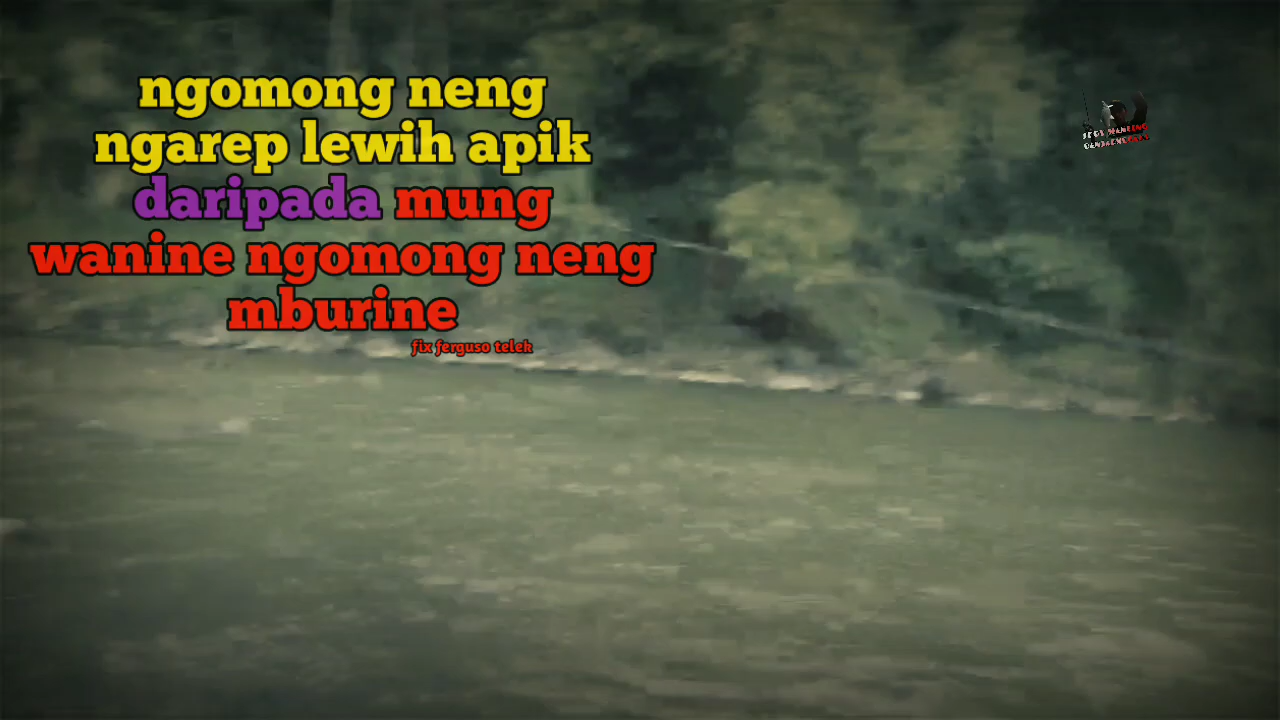 ngomong neng
ngarep lewih apik
daripada mung
wanine ngomong neng
mburine
fix ferguso telek